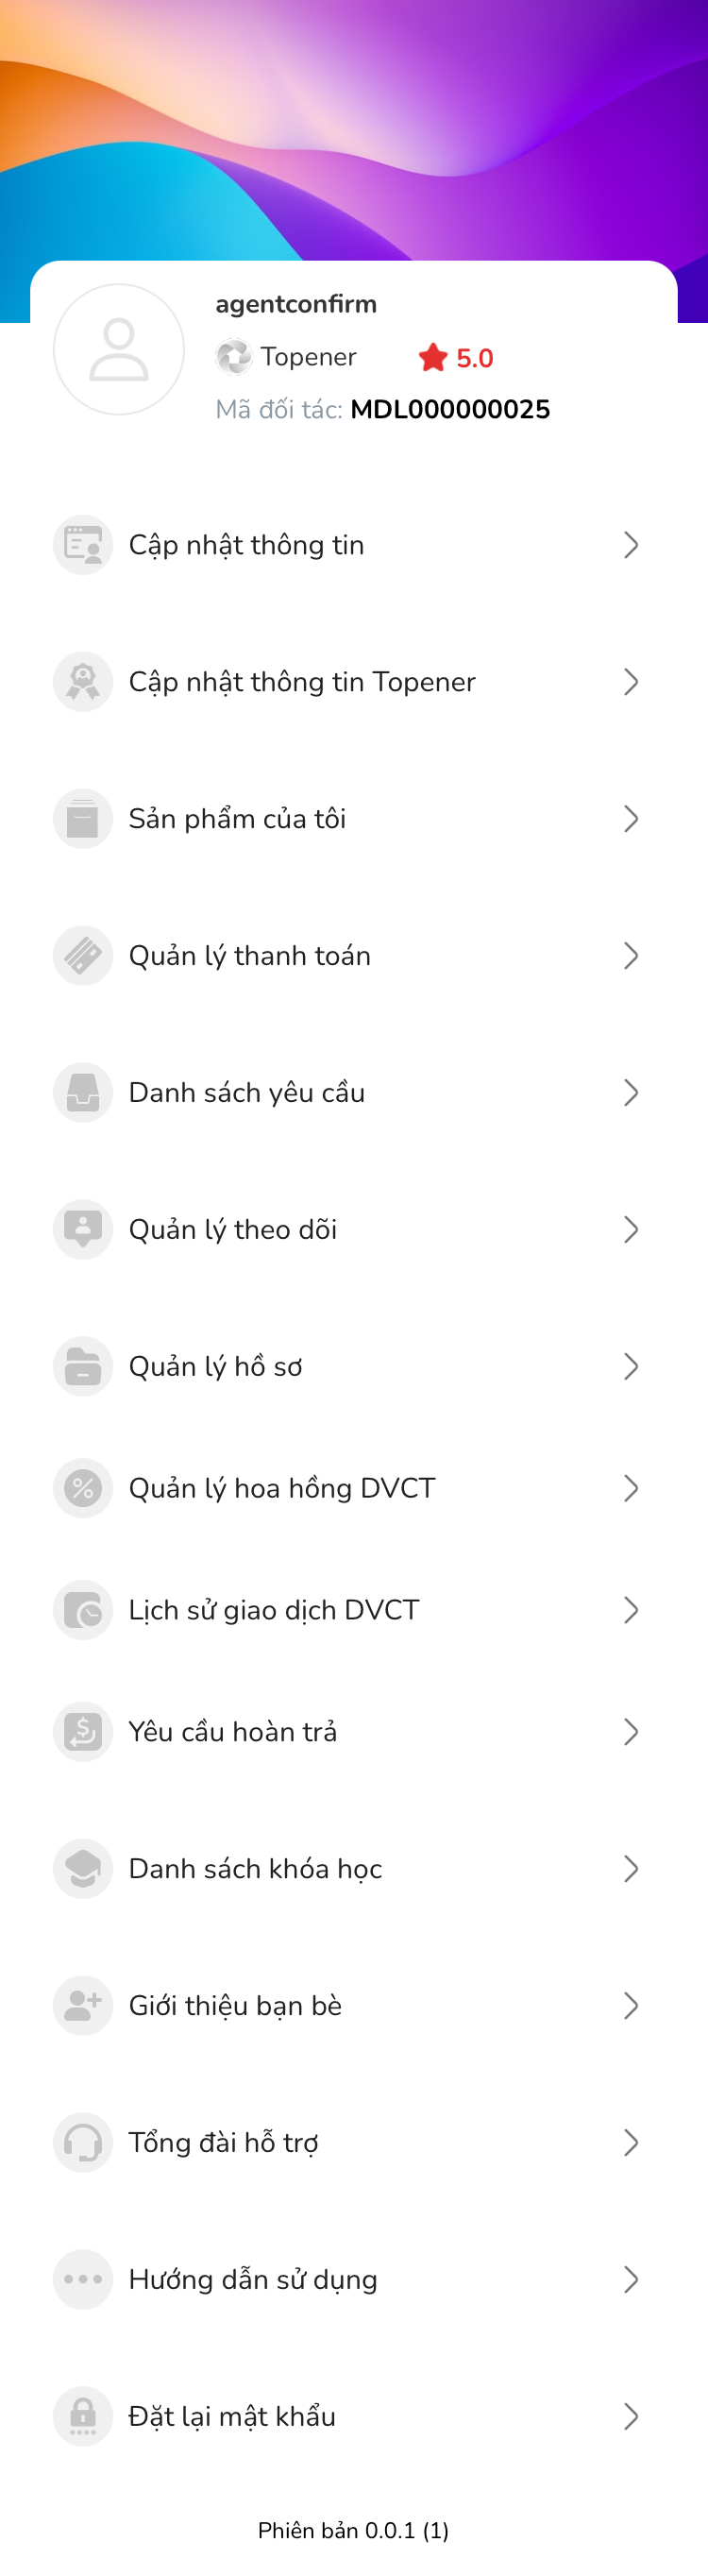 agentconfirm
Topener 5.0
Mã đối tác: MDL000000025
Cập nhật thông tin
Cập nhật thông tin Topener
Sản phẩm của tôi
Quản lý thanh toán
Danh sách yêu cầu
Quản lý theo dõi
Quản lý hồ sơ
Quản lý hoa hồng DVCT
Lịch sử giao dịch DVCT
Yêu cầu hoàn trả
Danh sách khóa học
Giới thiệu bạn bè
Tổng đài hỗ trợ
Hướng dẫn sử dụng
Đặt lại mật khẩu
Phiên bản 0.0.1 (1)